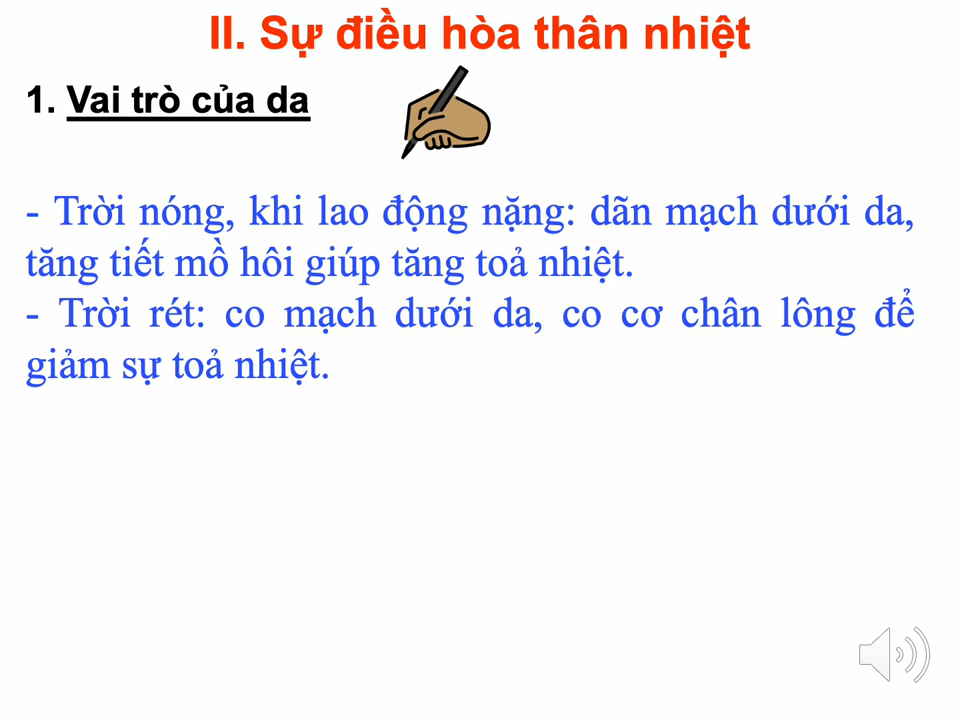 II. Sự điều hòa thân nhiệt
1. Vai trò của da
- Trời nóng, khi lao động nặng: dãn mạch dưới da,
tăng tiết mồ hôi giúp tăng toả nhiệt.
- Trời rét: co mạch dưới da, co cơ chân lông để
giảm sự toả nhiệt.